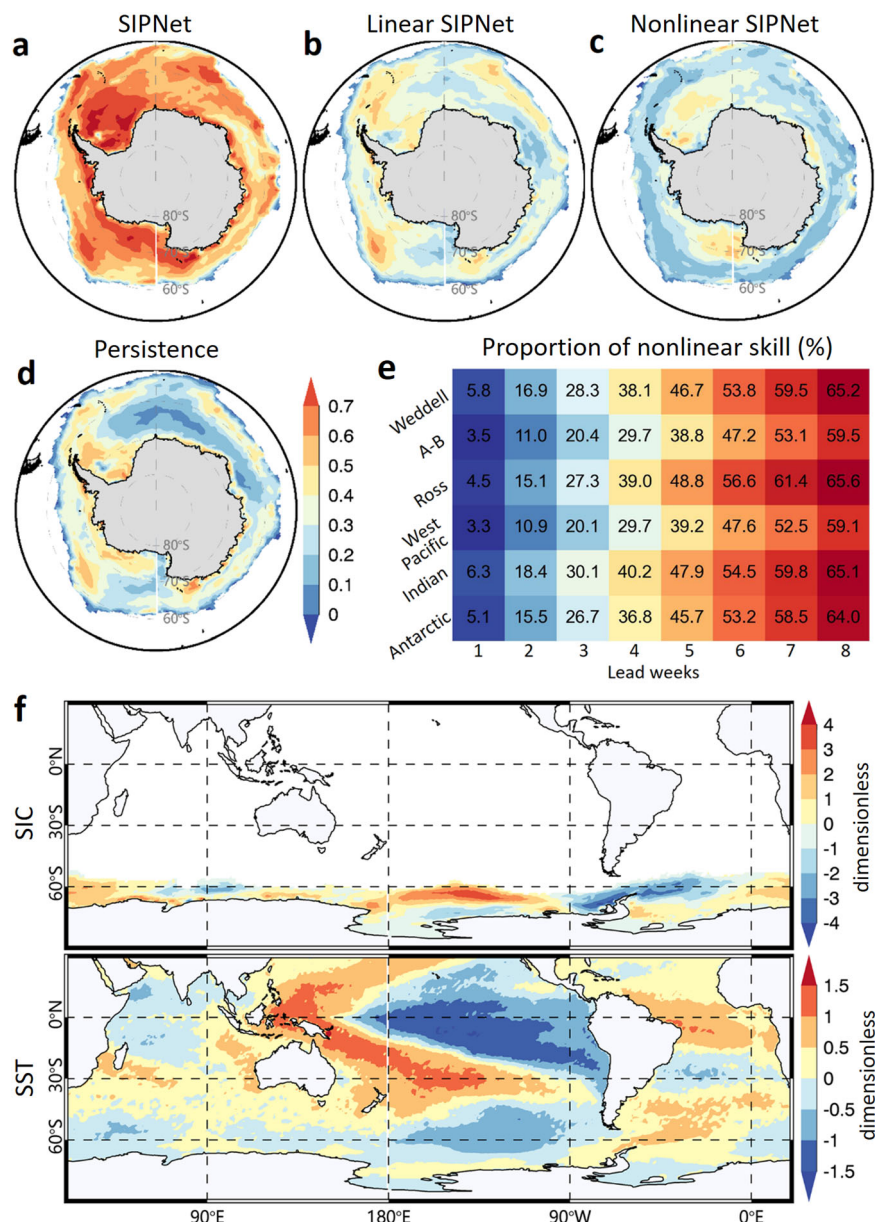 SIPNet
Linear SIPNet
Nonlinear SIPNet
a
b
c
80°S
70°S
60°S
80°S
70°S
60°S
80°S
70°S
60°S
Persistence
d
80°S
70°S
60°S
0.7
0.6
0.5
0.4
0.3
0.2
0.1
0
Proportion of nonlinear skill (%)
e
Weddell 5.8 16.9 28.3 38.1 46.7 53.8 59.5 65.2
A-B 3.5 11.0 20.4 29.7 38.8 47.2 53.1 59.5
Ross 4.5 15.1 27.3 39.0 48.8 56.6 61.4 65.6
West Pacific 3.3 10.9 20.1 29.7 39.2 47.6 52.5 59.1
Indian 6.3 18.4 30.1 40.2 47.9 54.5 59.8 65.1
Antarctic 5.1 15.5 26.7 36.8 45.7 53.2 58.5 64.0
1 2 3 4 5 6 7 8
Lead weeks
f
SIC
0°N
30°S
60°S
4
3
2
1
0
-1
-2
-3
-4
dimensionless
SST
0°N
30°S
60°S
1.5
1
0.5
0
-0.5
-1
-1.5
dimensionless
90°E 180°E 90°W 0°E